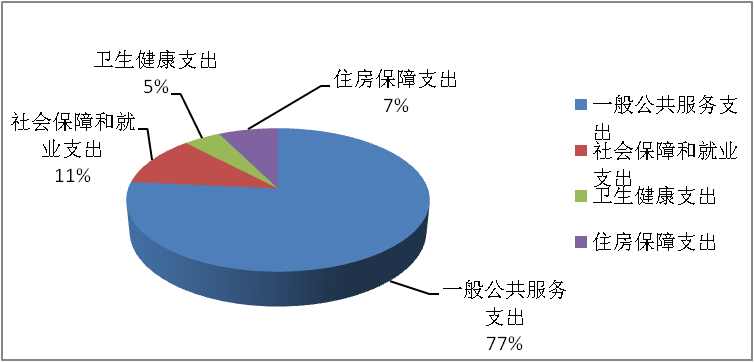 卫生健康支出
5%
住房保障支出
7%
社会保障和就
业支出
11%
一般公共服务
支出
77%
一般公共服务支
出
社会保障和就业
支出
卫生健康支出
住房保障支出